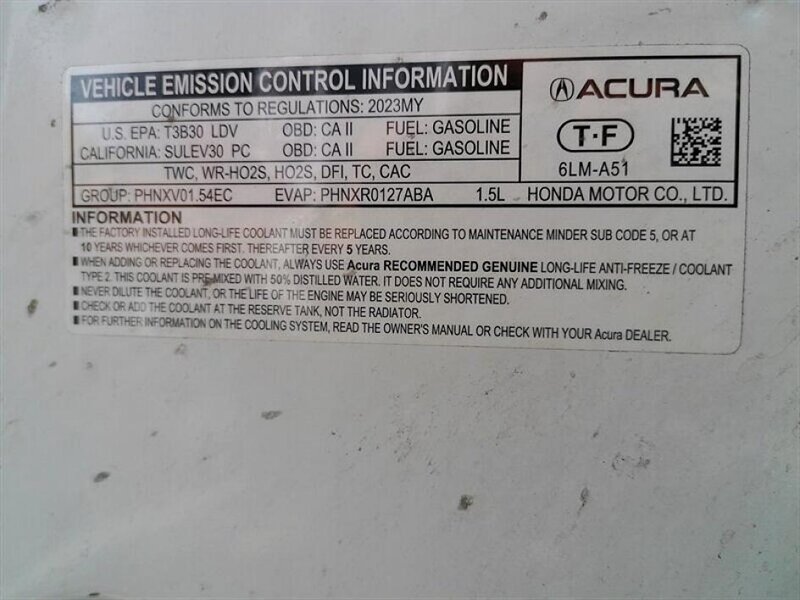 VEHICLE EMISSION CONTROL INFORMATION
CONFORMS TO REGULATIONS: 2023MY
U.S. EPA: T3B30 LDV OBD: CA II FUEL: GASOLINE
CALIFORNIA: SULEV30 PC OBD: CA II FUEL: GASOLINE
TWC, WR-HO2S, HO2S, DFI, TC, CAC
ACURA
T·F
6LM-A51
GROUP: PHNXV01.54EC EVAP: PHNXR0127ABA 1.5L HONDA MOTOR CO., LTD.
INFORMATION
■THE FACTORY INSTALLED LONG-LIFE COOLANT MUST BE REPLACED ACCORDING TO MAINTENANCE MINDER SUB CODE 5, OR AT
10 YEARS WHICHEVER COMES FIRST. THEREAFTER EVERY 5 YEARS.
■WHEN ADDING OR REPLACING THE COOLANT, ALWAYS USE Acura RECOMMENDED GENUINE LONG-LIFE ANTI-FREEZE / COOLANT
TYPE 2. THIS COOLANT IS PRE-MIXED WITH 50% DISTILLED WATER. IT DOES NOT REQUIRE ANY ADDITIONAL MIXING.
■NEVER DILUTE THE COOLANT, OR THE LIFE OF THE ENGINE MAY BE SERIOUSLY SHORTENED.
■CHECK OR ADD THE COOLANT AT THE RESERVE TANK, NOT THE RADIATOR.
■FOR FURTHER INFORMATION ON THE COOLING SYSTEM, READ THE OWNER'S MANUAL OR CHECK WITH YOUR Acura DEALER.